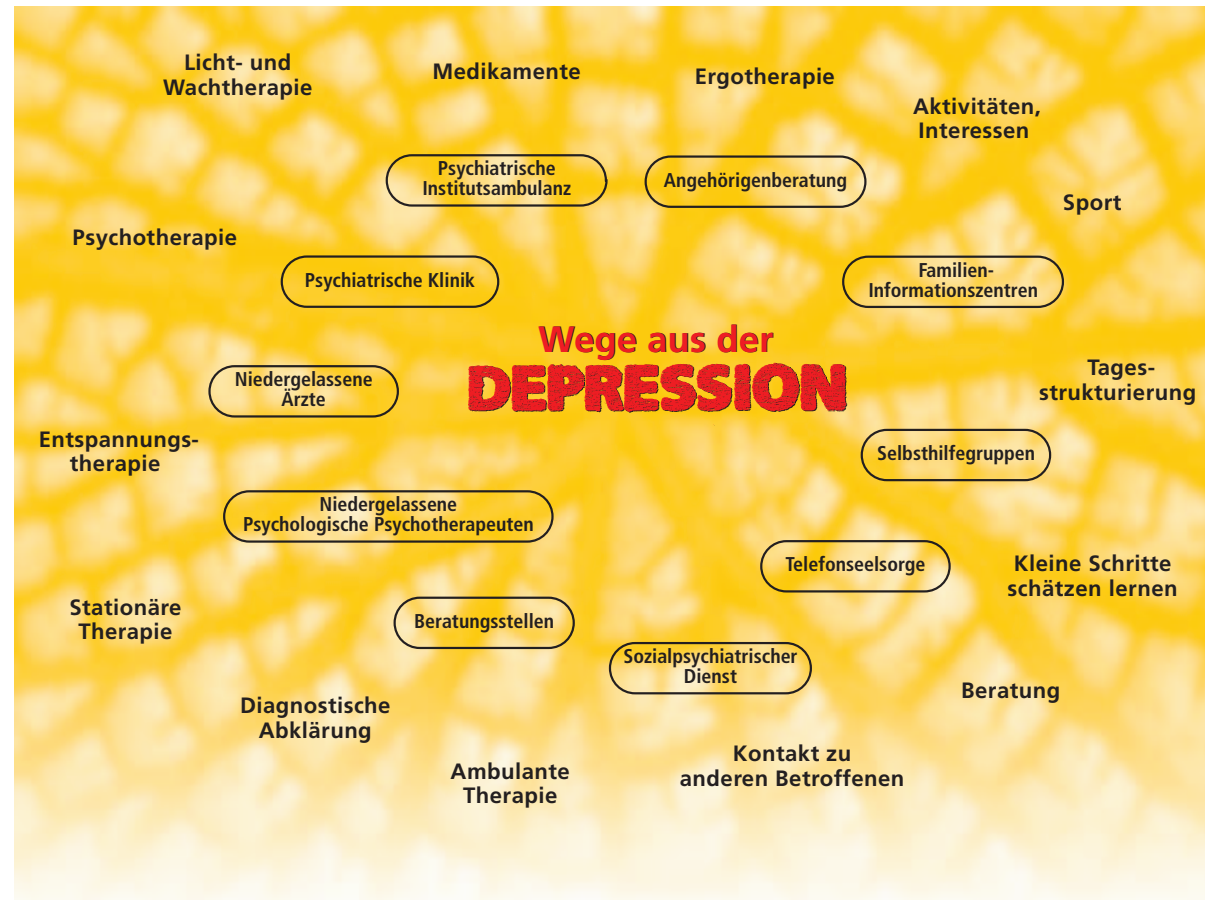 Licht- und
Wachtherapie
Medikamente
Ergotherapie
Aktivitäten,
Interessen
Psychiatrische
Institutsambulanz
Angehörigenberatung
Sport
Psychotherapie
Psychiatrische Klinik
Familien-
Informationszentren
Wege aus der
DEPRESSION
Niedergelassene
Ärzte
Tages-
strukturierung
Entspannungs-
therapie
Selbsthilfegruppen
Niedergelassene
Psychologische Psychotherapeuten
Telefonseelsorge
Kleine Schritte
schätzen lernen
Stationäre
Therapie
Beratungsstellen
Sozialpsychiatrischer
Dienst
Beratung
Diagnostische
Abklärung
Ambulante
Therapie
Kontakt zu
anderen Betroffenen